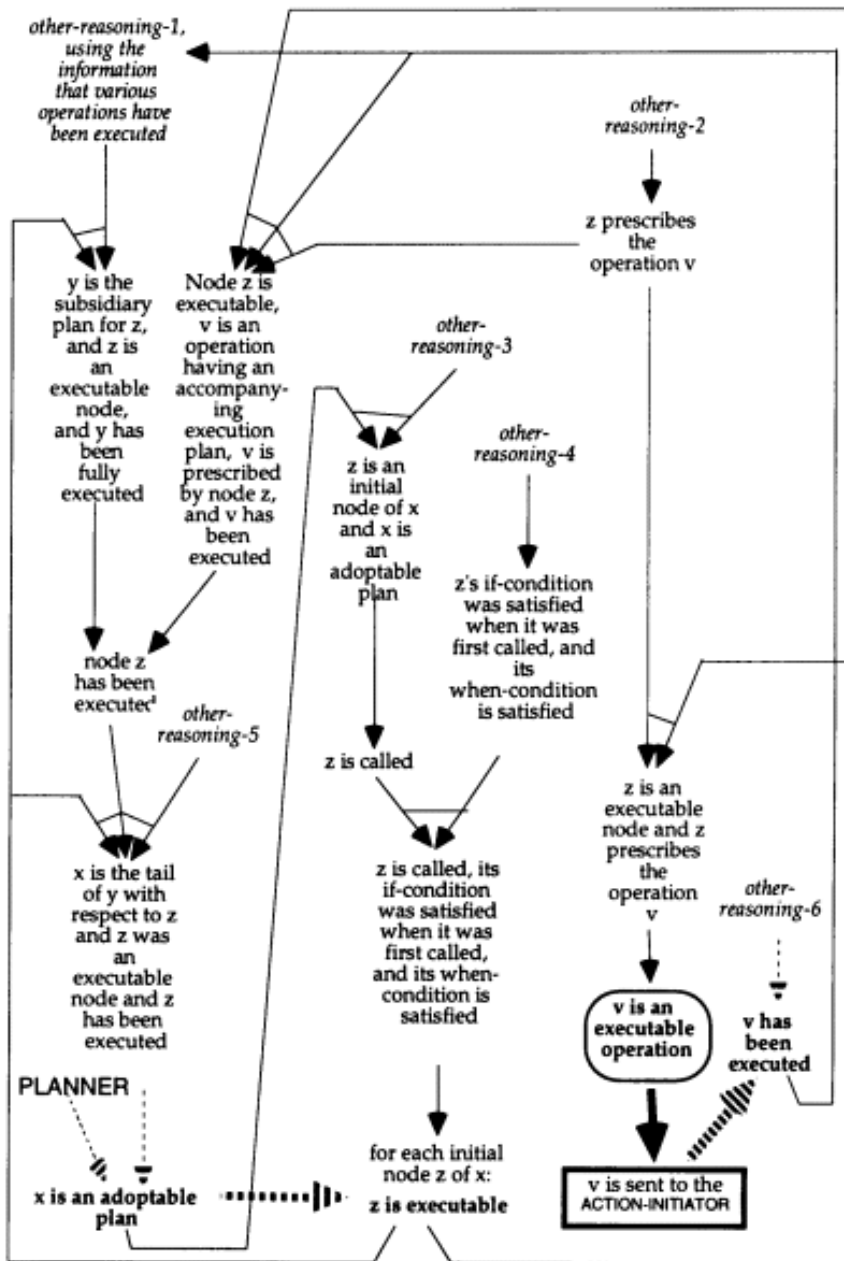 other-reasoning-1,
using the
information
that various
operations have
been executed
other-
reasoning-2
z prescribes
the
operation v
y is the
subsidiary
plan for z,
and z is
an
executable
node,
and y has
been
fully
executed
Node z is
executable,
v is an
operation
having an
accompany-
ing
execution
plan, v is
prescribed
by node z,
and v has
been
executed
other-
reasoning-3
z is an
initial
node of x
and x is
an
adoptable
plan
other-
reasoning-4
z's if-condition
was satisfied
when it was
first called, and
its
when-condition
is satisfied
node z
has been
executed
other-
reasoning-5
z is called
z is an
executable
node and z
prescribes
the
operation
v
x is the tail
of y with
respect to z
and z was
an
executable
node and z
has been
executed
z is called, its
if-condition
was satisfied
when it was
first called,
and its when-
condition is
satisfied
other-
reasoning-6
v is an
executable
operation
v has
been
executed
PLANNER
x is an adoptable
plan
for each initial
node z of x:
z is executable
v is sent to the
ACTION-INITIATOR